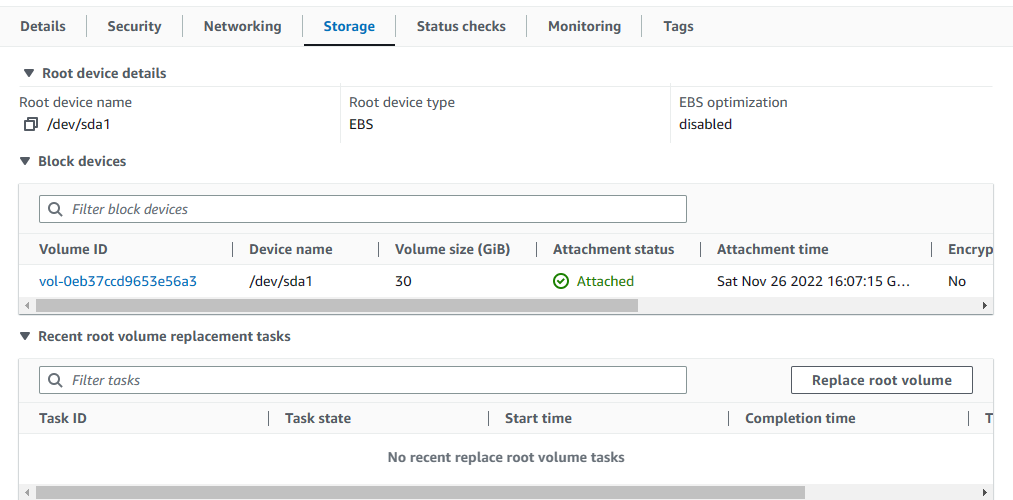 Details Security Networking Storage Status checks Monitoring Tags
Root device details
Root device name Root device type EBS optimization
/dev/sda1 EBS disabled
Block devices
Filter block devices
Volume ID Device name Volume size (GiB) Attachment status Attachment time Encryp
vol-0eb37ccd9653e56a3 /dev/sda1 30 Attached Sat Nov 26 2022 16:07:15 G... No
Recent root volume replacement tasks
Filter tasks Replace root volume
Task ID Task state Start time Completion time T
No recent replace root volume tasks